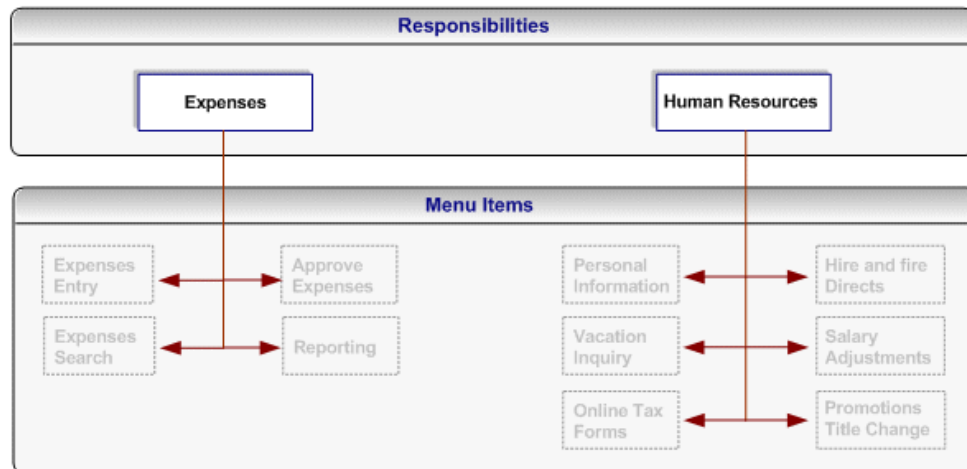 Responsibilities
Expenses
Human Resources
Menu Items
Expenses
Entry
Approve
Expenses
Personal
Information
Hire and fire
Directs
Expenses
Search
Reporting
Vacation
Inquiry
Salary
Adjustments
Online Tax
Forms
Promotions
Title Change